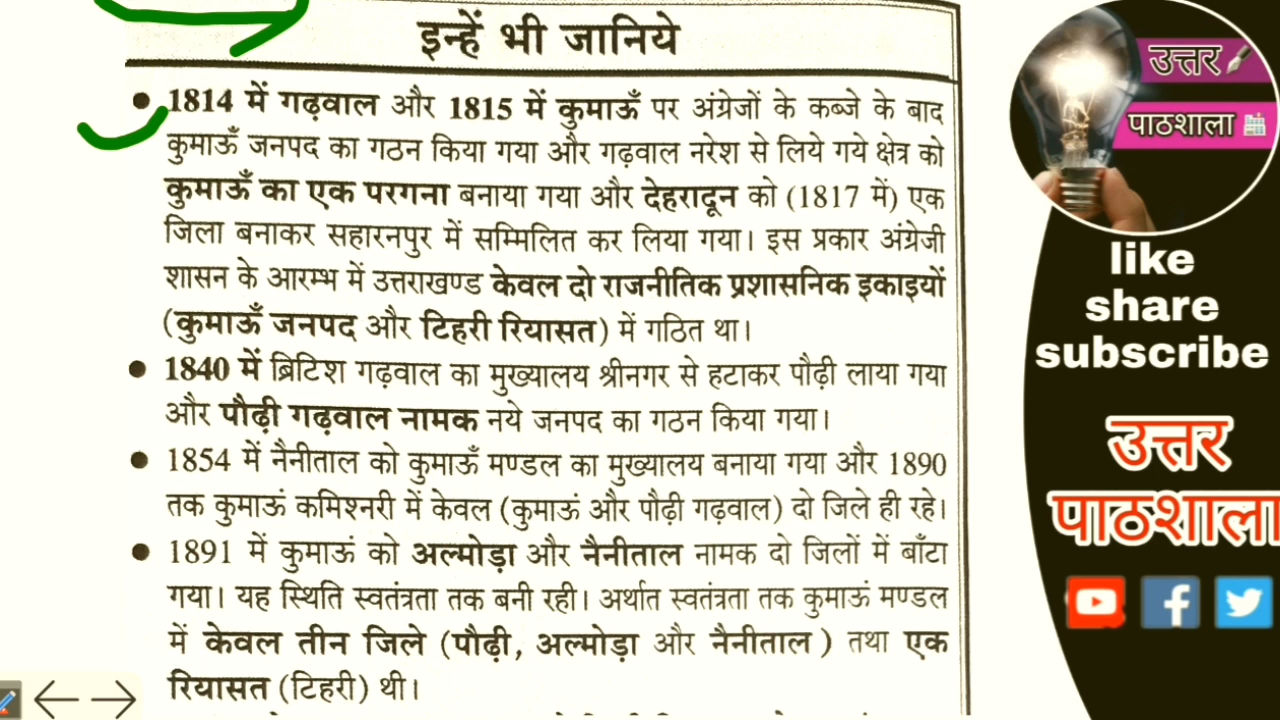 इन्हें भी जानिये
● 1814 में गढ़वाल और 1815 में कुमाऊँ पर अंग्रेजों के कब्जे के बाद
कुमाऊँ जनपद का गठन किया गया और गढ़वाल नरेश से लिये गये क्षेत्र को
कुमाऊँ का एक परगना बनाया गया और देहरादून को (1817 में) एक
जिला बनाकर सहारनपुर में सम्मिलित कर लिया गया। इस प्रकार अंग्रेजी
शासन के आरम्भ में उत्तराखण्ड केवल दो राजनीतिक प्रशासनिक इकाइयों
(कुमाऊँ जनपद और टिहरी रियासत) में गठित था।
● 1840 में ब्रिटिश गढ़वाल का मुख्यालय श्रीनगर से हटाकर पौढ़ी लाया गया
और पौढ़ी गढ़वाल नामक नये जनपद का गठन किया गया।
● 1854 में नैनीताल को कुमाऊँ मण्डल का मुख्यालय बनाया गया और 1890
तक कुमाऊं कमिश्नरी में केवल (कुमाऊं और पौढ़ी गढ़वाल) दो जिले ही रहे।
● 1891 में कुमाऊं को अल्मोड़ा और नैनीताल नामक दो जिलों में बाँटा
गया। यह स्थिति स्वतंत्रता तक बनी रही। अर्थात स्वतंत्रता तक कुमाऊं मण्डल
में केवल तीन जिले (पौढ़ी, अल्मोड़ा और नैनीताल) तथा एक
रियासत (टिहरी) थी।
उत्तर
पाठशाला
like
share
subscribe
उत्तर
पाठशाला